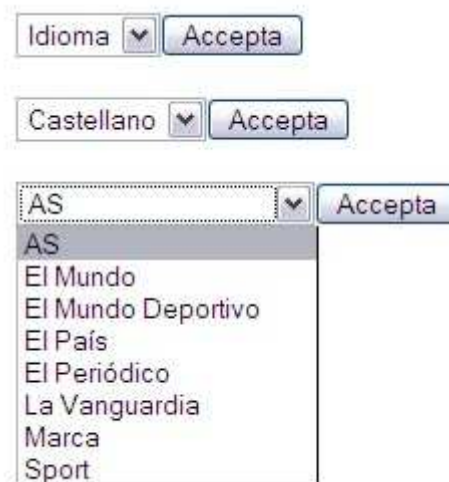 Idioma Accepta
Castellano Accepta
AS Accepta
AS
El Mundo
El Mundo Deportivo
El País
El Periódico
La Vanguardia
Marca
Sport